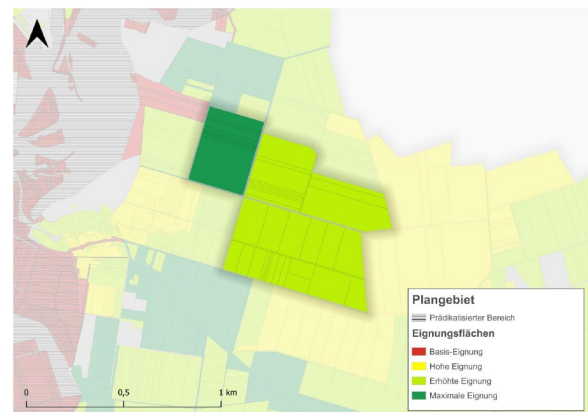 Plangebiet
Prädikatisierter Bereich
Eignungsflächen
Basis-Eignung
Hohe Eignung
Erhöhte Eignung
Maximale Eignung
0 0,5 1 km